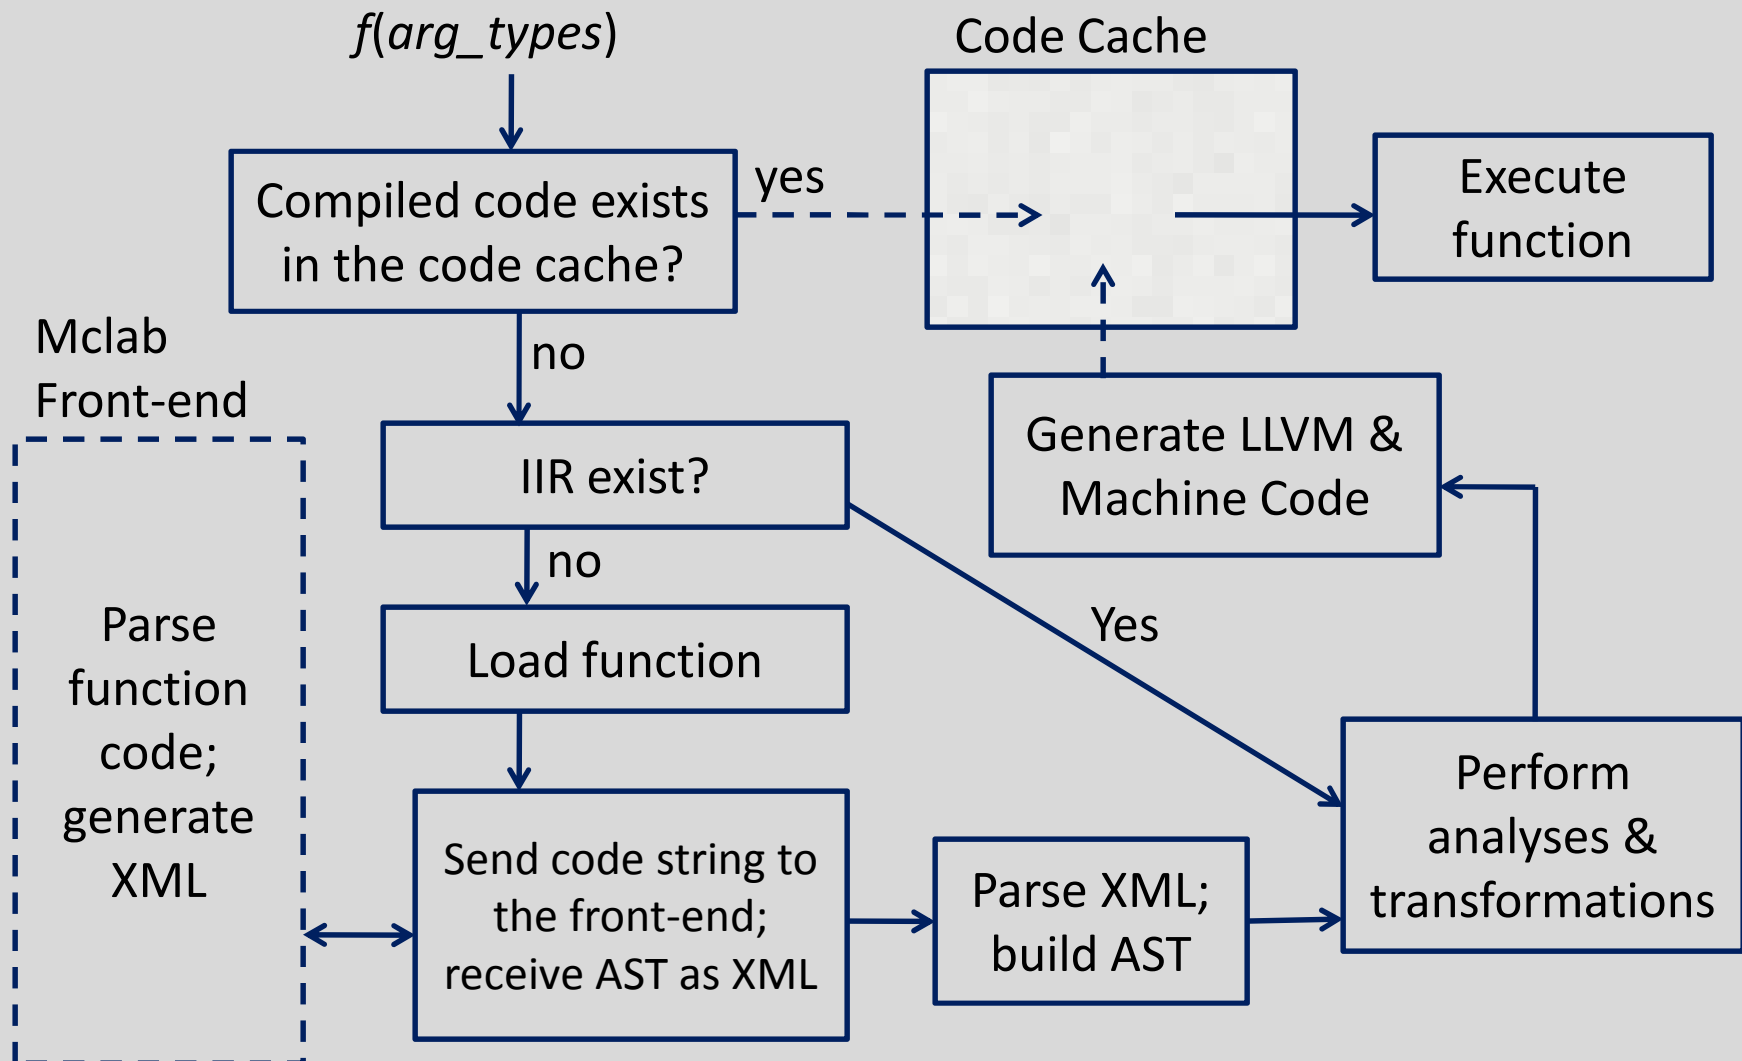 f(arg_types)
Code Cache
Compiled code exists
in the code cache?
yes
Execute
function
no
Mclab
Front-end
IIR exist?
Generate LLVM &
Machine Code
no
Load function
Yes
Parse
function
code;
generate
XML
Send code string to
the front-end;
receive AST as XML
Parse XML;
build AST
Perform
analyses &
transformations